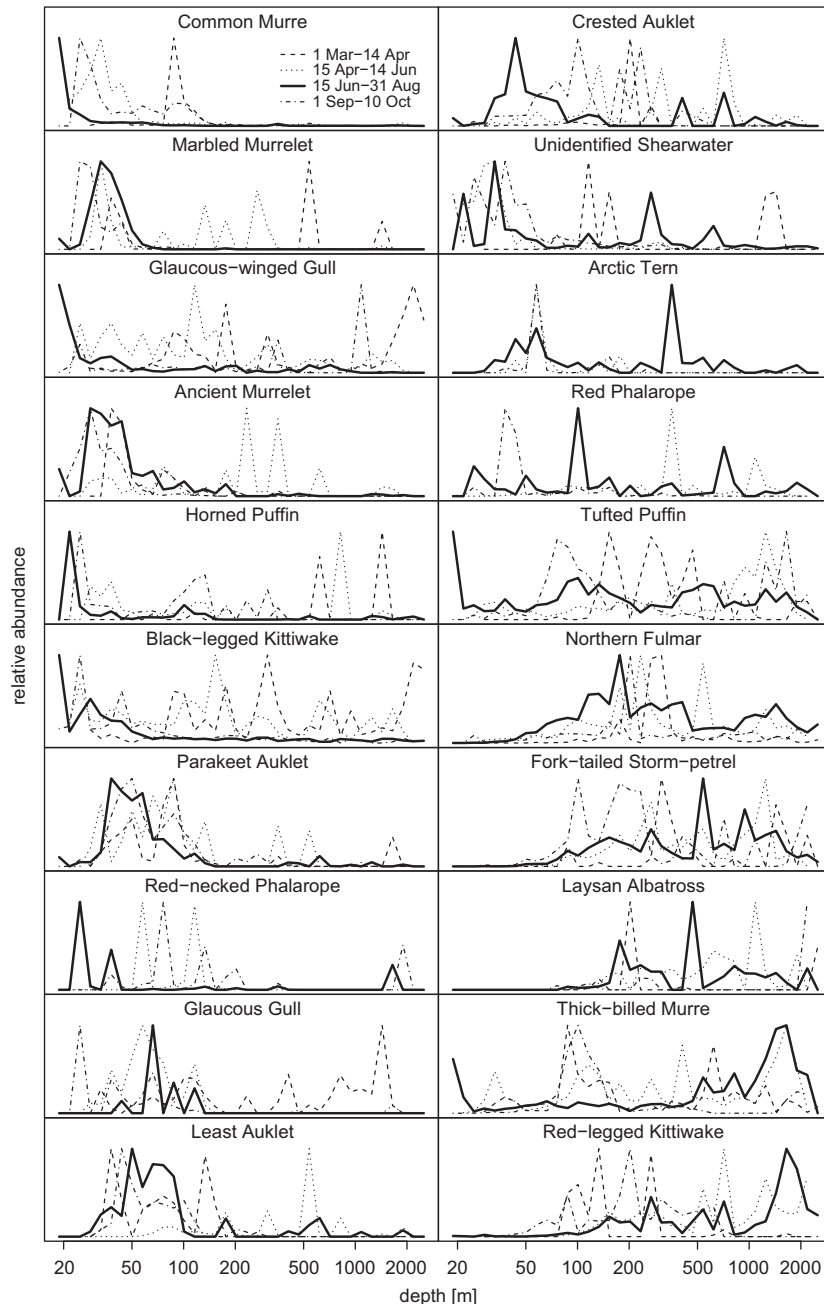 Common Murre
1 Mar−14 Apr
15 Apr−14 Jun
15 Jun−31 Aug
1 Sep−10 Oct
Marbled Murrelet
Glaucous−winged Gull
Ancient Murrelet
Horned Puffin
Black−legged Kittiwake
Parakeet Auklet
Red−necked Phalarope
Glaucous Gull
Least Auklet
Crested Auklet
Unidentified Shearwater
Arctic Tern
Red Phalarope
Tufted Puffin
Northern Fulmar
Fork−tailed Storm−petrel
Laysan Albatross
Thick−billed Murre
Red−legged Kittiwake
relative abundance
20 50 100 200 500 1000 2000
20 50 100 200 500 1000 2000
depth [m]